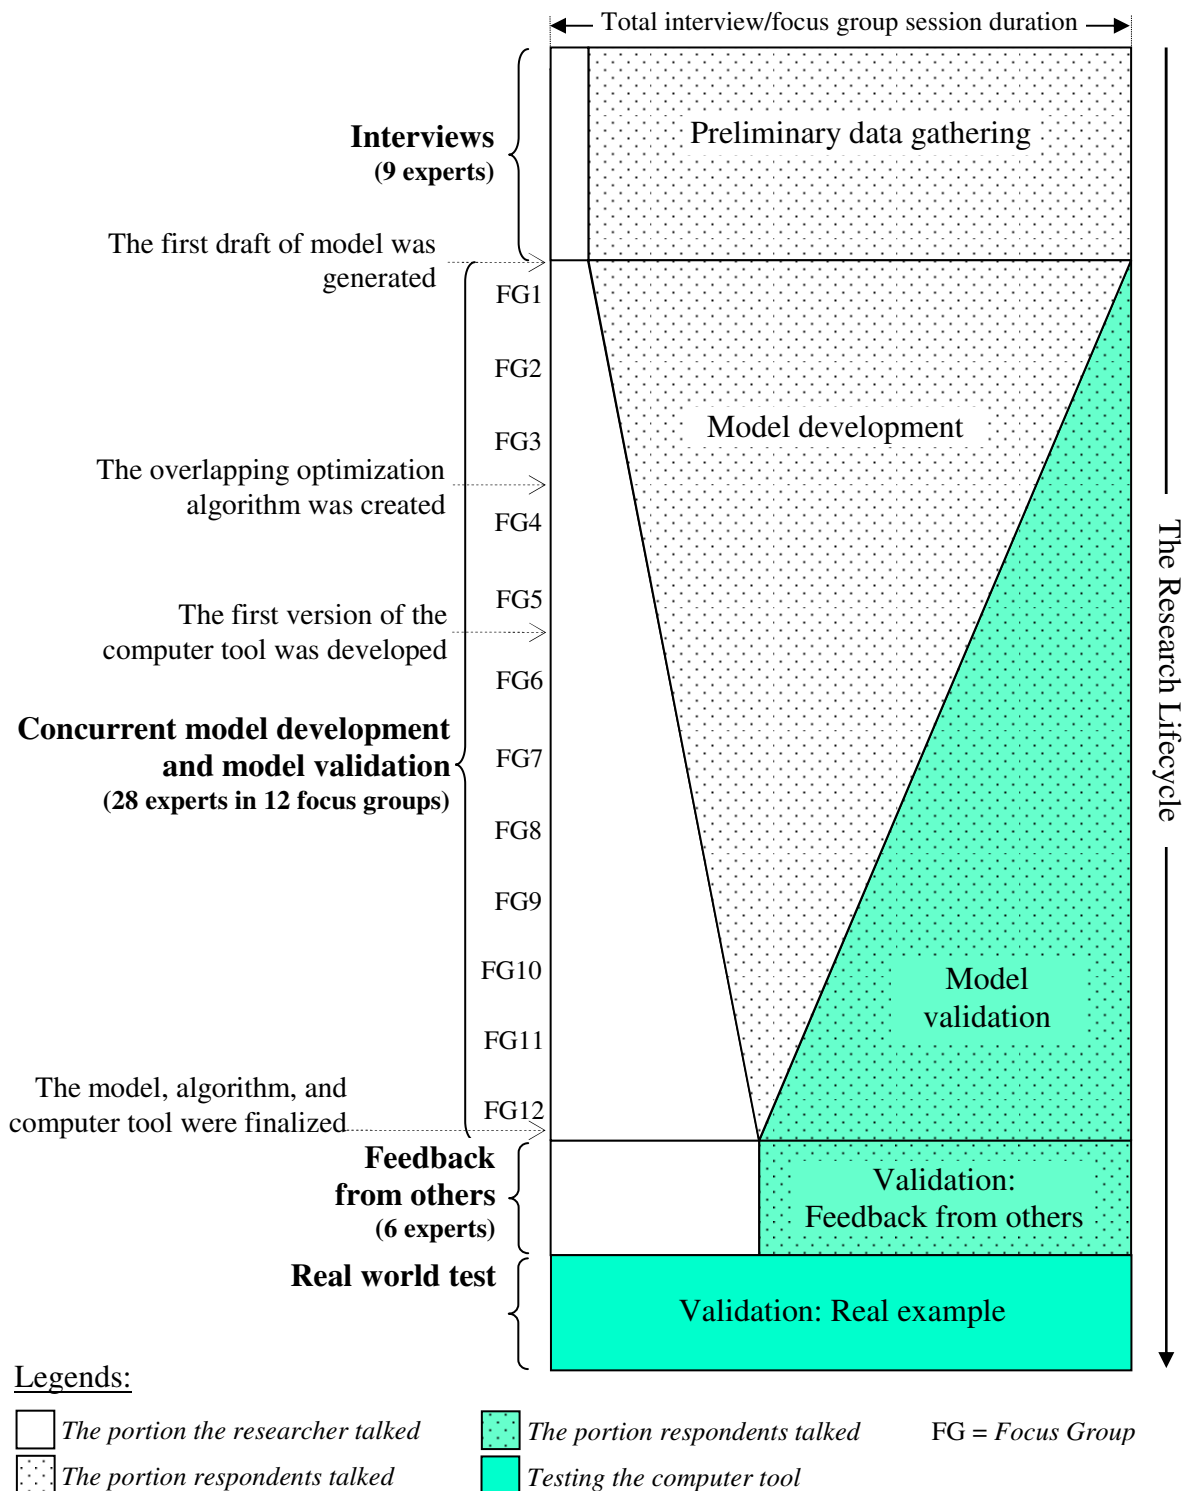 Total interview/focus group session duration
Interviews
(9 experts)
Preliminary data gathering
The first draft of model was
generated
FG1
FG2
FG3
Model development
The overlapping optimization
algorithm was created
FG4
FG5
The first version of the
computer tool was developed
FG6
Concurrent model development
and model validation
(28 experts in 12 focus groups)
FG7
FG8
FG9
FG10
FG11
FG12
Model
validation
The model, algorithm, and
computer tool were finalized
The Research Lifecycle
Feedback
from others
(6 experts)
Validation:
Feedback from others
Real world test
Validation: Real example
Legends:
The portion the researcher talked
The portion respondents talked
FG = Focus Group
The portion respondents talked
Testing the computer tool